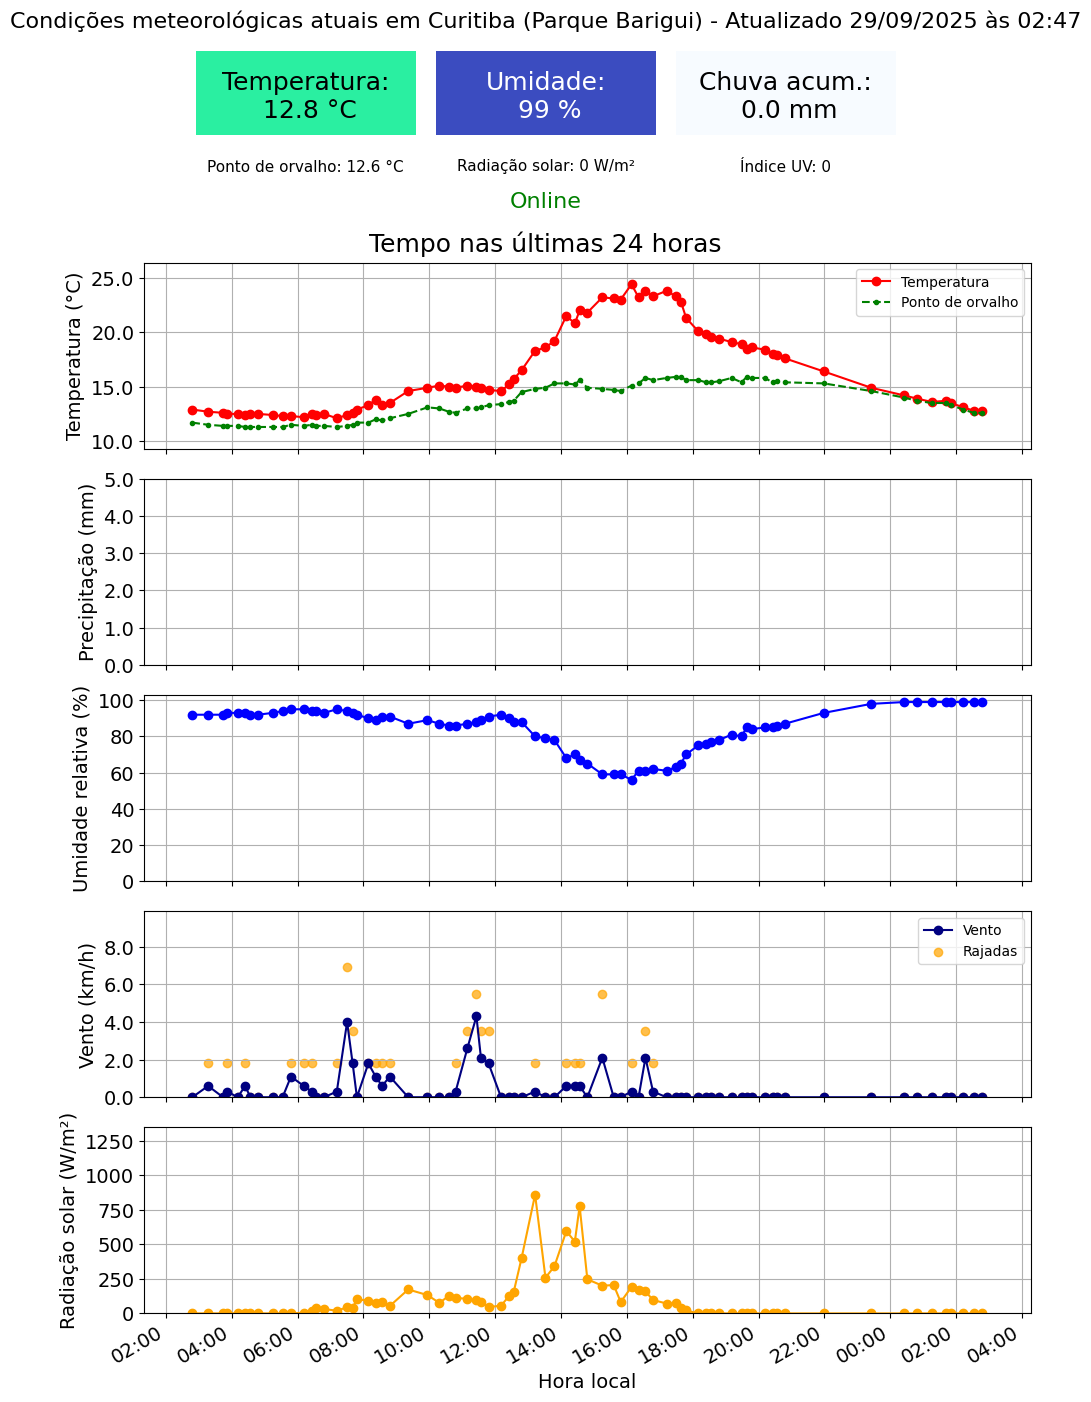 Condições meteorológicas atuais em Curitiba (Parque Barigui) - Atualizado 29/09/2025 às 02:47
Temperatura:
12.8 °C
Umidade:
99 %
Chuva acum.:
0.0 mm
Ponto de orvalho: 12.6 °C
Radiação solar: 0 W/m²
Índice UV: 0
Online
Tempo nas últimas 24 horas
Temperatura (°C)
25.0
20.0
15.0
10.0
Temperatura
Ponto de orvalho
Precipitação (mm)
5.0
4.0
3.0
2.0
1.0
0.0
Umidade relativa (%)
100
80
60
40
20
0
Vento (km/h)
8.0
6.0
4.0
2.0
0.0
Vento
Rajadas
Radiação solar (W/m²)
1250
1000
750
500
250
0
02:00
04:00
06:00
08:00
10:00
12:00
14:00
16:00
18:00
20:00
22:00
00:00
02:00
04:00
Hora local